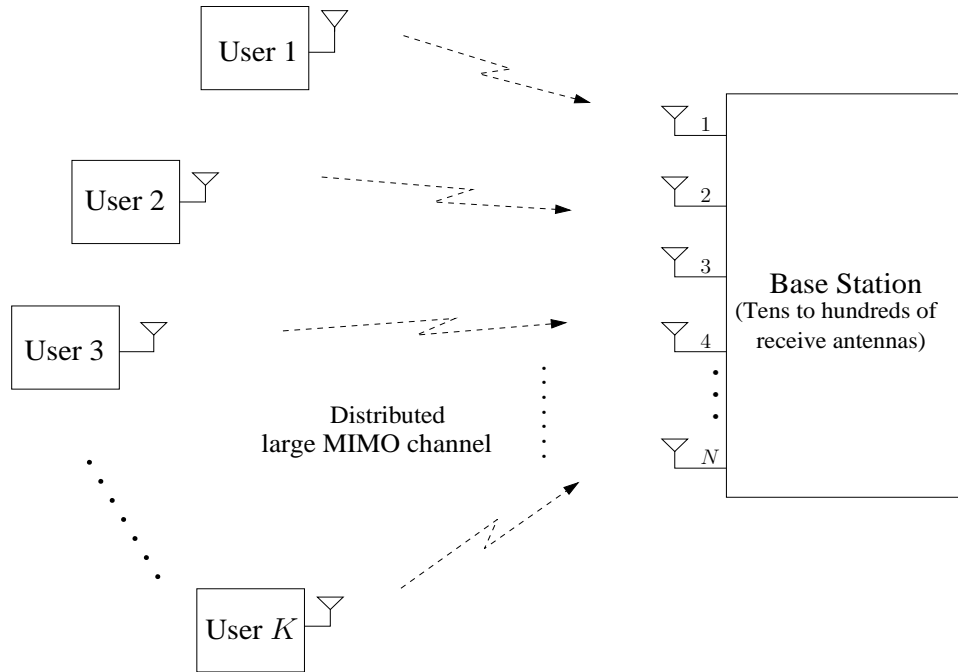 User 1
User 2
User 3
User K
Distributed
large MIMO channel
1
2
3
4
N
Base Station
(Tens to hundreds of
receive antennas)